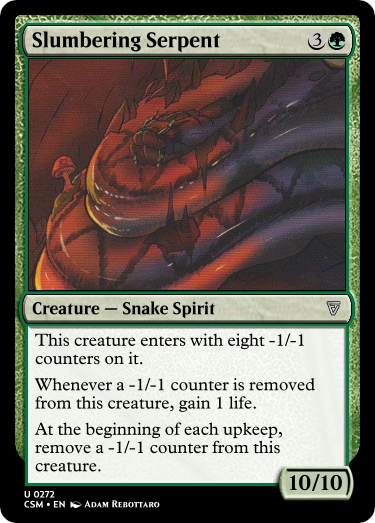 Slumbering Serpent 3
Creature — Snake Spirit
This creature enters with eight -1/-1
counters on it.
Whenever a -1/-1 counter is removed
from this creature, gain 1 life.
At the beginning of each upkeep,
remove a -1/-1 counter from this
creature.
10/10
U 0272
CSM • EN Adam Rebottaro